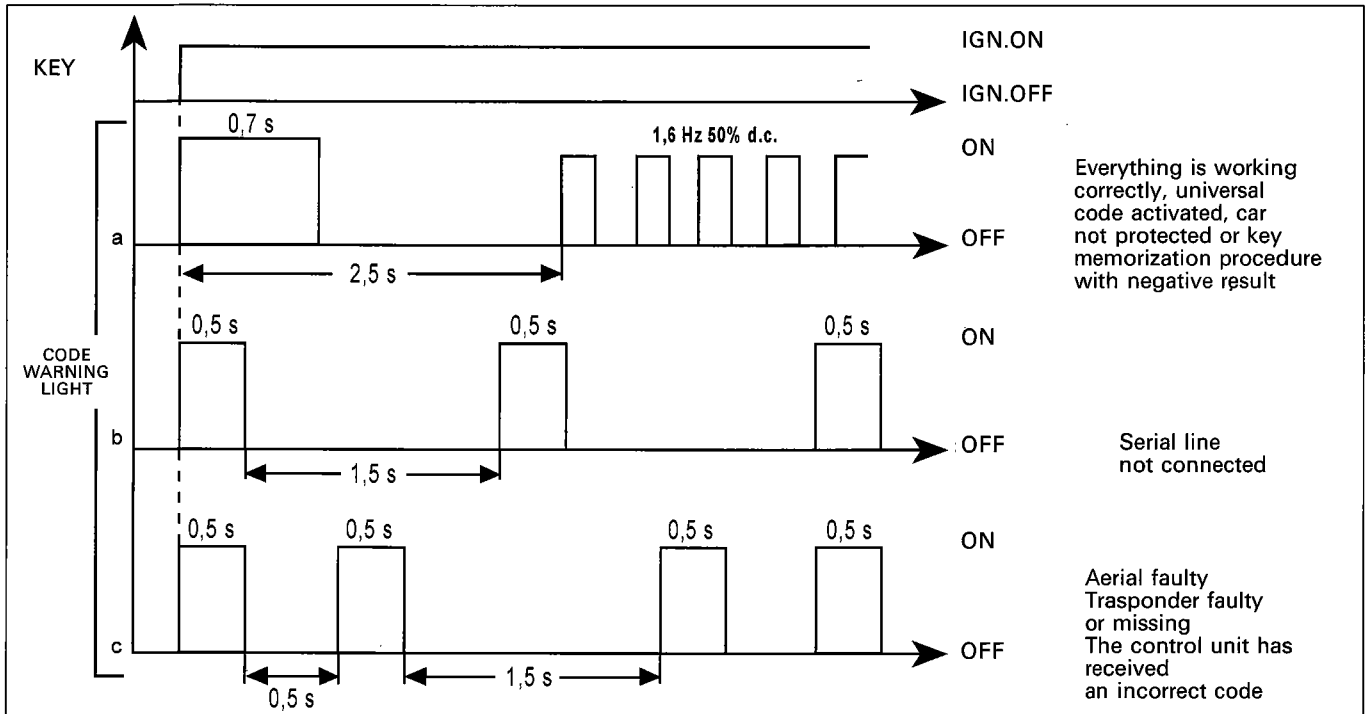 KEY
IGN.ON
IGN.OFF
0,7 s
1,6 Hz 50% d.c.
ON
a
OFF
2,5 s
Everything is working
correctly, universal
code activated, car
not protected or key
memorization procedure
with negative result
CODE
WARNING
LIGHT
0,5 s
0,5 s
0,5 s
ON
b
OFF
1,5 s
Serial line
not connected
0,5 s
0,5 s
0,5 s
0,5 s
ON
c
OFF
0,5 s
1,5 s
Aerial faulty
Trasponder faulty
or missing
The control unit has
received
an incorrect code